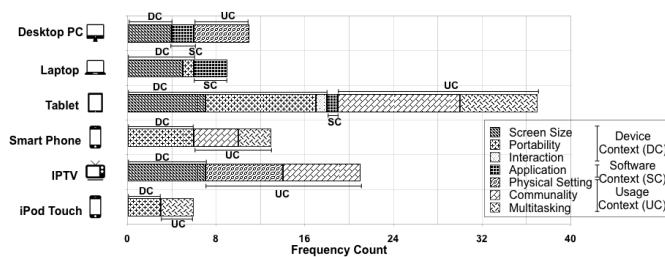 DC
UC
Desktop PC
SC
DC
Laptop
SC
DC
UC
Tablet
SC
DC
Smart Phone
UC
DC
IPTV
UC
DC
iPod Touch
UC
Screen Size
Portability
Interaction
Application
Physical Setting
Communality
Multitasking
Device
Context (DC)
Software
Context (SC)
Usage
Context (UC)
0 8 16 24 32 40
Frequency Count